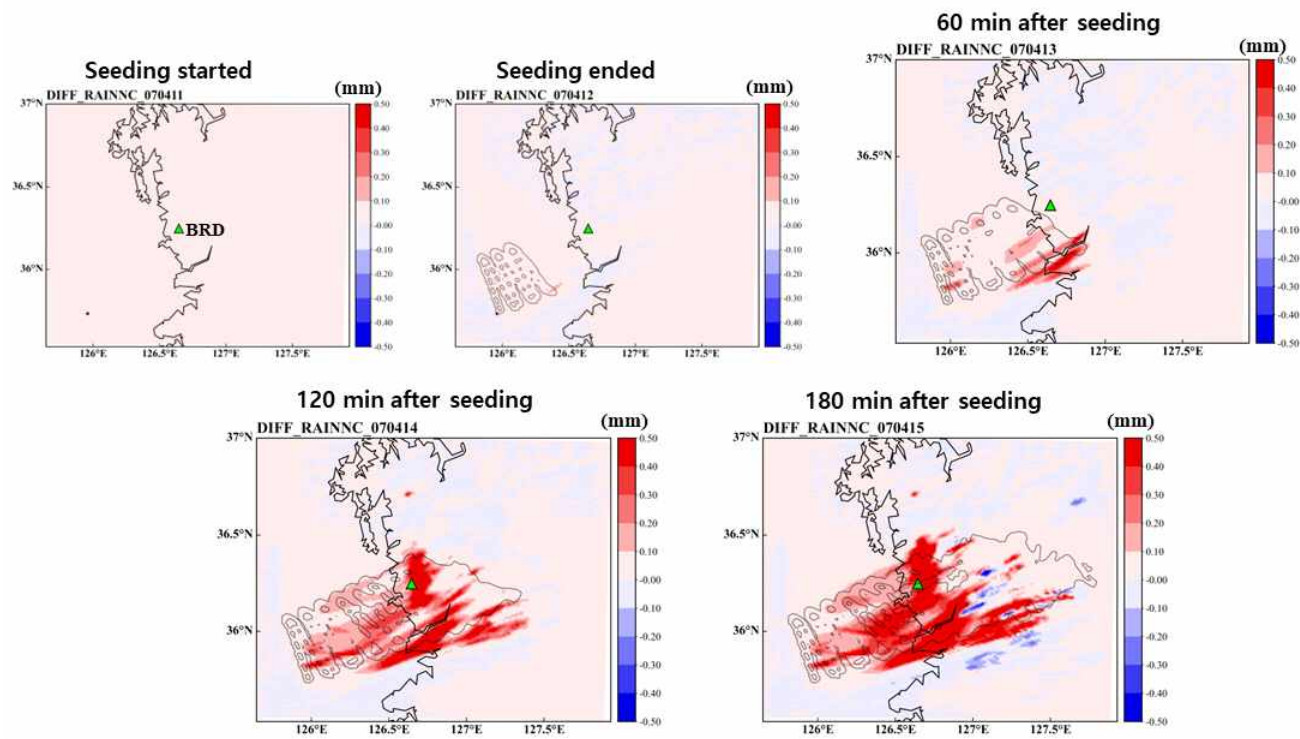 Seeding started
(mm)
DIFF_RAINNC_070411
37°N
36.5°N
36°N
126°E
126.5°E
127°E
127.5°E
BRD
0.50
0.40
0.30
0.20
0.10
-0.00
-0.10
-0.20
-0.30
-0.40
-0.50
Seeding ended
(mm)
DIFF_RAINNC_070412
37°N
36.5°N
36°N
126°E
126.5°E
127°E
127.5°E
0.50
0.40
0.30
0.20
0.10
-0.00
-0.10
-0.20
-0.30
-0.40
-0.50
60 min after seeding
(mm)
DIFF_RAINNC_070413
37°N
36.5°N
36°N
126°E
126.5°E
127°E
127.5°E
0.50
0.40
0.30
0.20
0.10
-0.00
-0.10
-0.20
-0.30
-0.40
-0.50
120 min after seeding
(mm)
DIFF_RAINNC_070414
37°N
36.5°N
36°N
126°E
126.5°E
127°E
127.5°E
0.50
0.40
0.30
0.20
0.10
-0.00
-0.10
-0.20
-0.30
-0.40
-0.50
180 min after seeding
(mm)
DIFF_RAINNC_070415
37°N
36.5°N
36°N
126°E
126.5°E
127°E
127.5°E
0.50
0.40
0.30
0.20
0.10
-0.00
-0.10
-0.20
-0.30
-0.40
-0.50